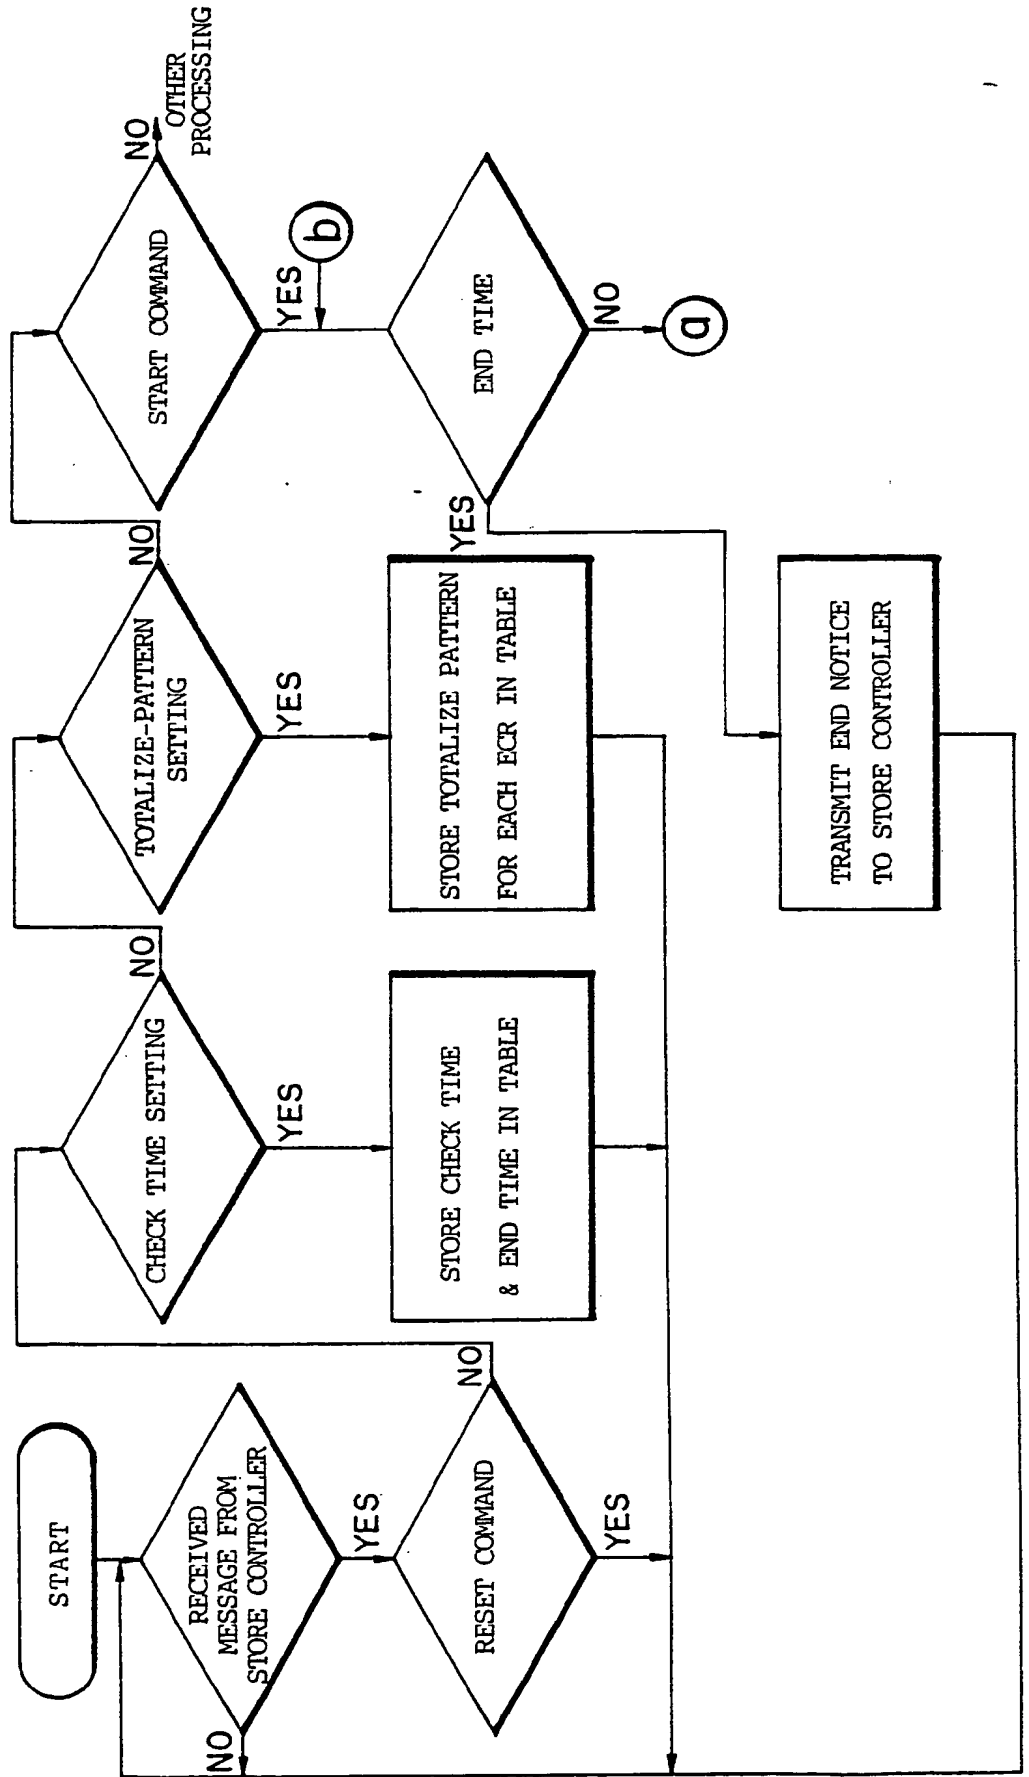 START
RECEIVED
MESSAGE FROM
STORE CONTROLLER
NO
YES
RESET COMMAND
NO
YES
CHECK TIME SETTING
NO
YES
STORE CHECK TIME
& END TIME IN TABLE
TOTALIZE-PATTERN
SETTING
NO
YES
STORE TOTALIZE PATTERN
FOR EACH ECR IN TABLE
START COMMAND
NO
OTHER
PROCESSING
YES
b
END TIME
YES
NO
a
TRANSMIT END NOTICE
TO STORE CONTROLLER